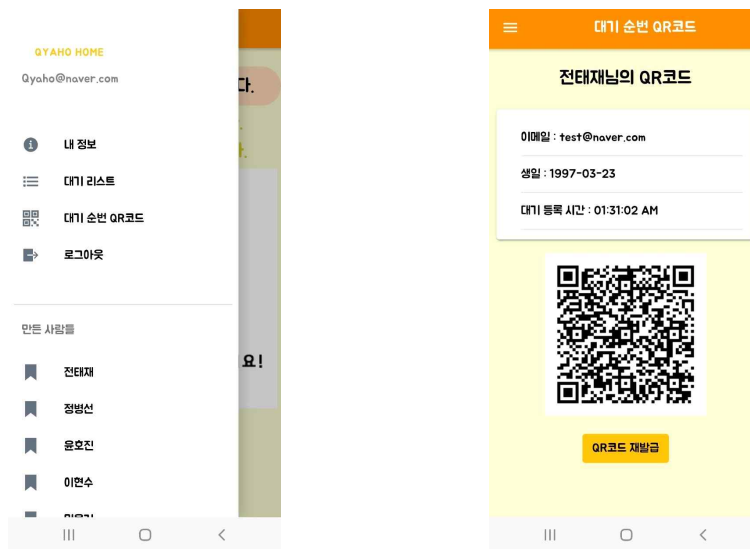 QYAHO HOME
Qyaho@naver.com
다.
내 정보
대기 리스트
대기 순번 QR코드
로그아웃
만든 사람들
전태재
요!
정병선
윤호진
이현수
대기 순번 QR코드
전태재님의 QR코드
이메일 : test@naver.com
생일 : 1997-03-23
대기 등록 시간 : 01:31:02 AM
QR코드 재발급